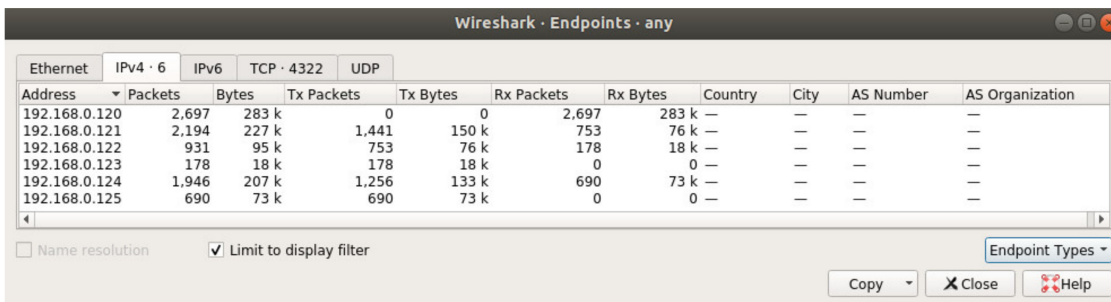 Wireshark · Endpoints · any
Ethernet IPv4 · 6 IPv6 TCP · 4322 UDP
Address Packets Bytes Tx Packets Tx Bytes Rx Packets Rx Bytes Country City AS Number AS Organization
192.168.0.120 2,697 283 k 0 0 2,697 283 k — — — —
192.168.0.121 2,194 227 k 1,441 150 k 753 76 k — — — —
192.168.0.122 931 95 k 753 76 k 178 18 k — — — —
192.168.0.123 178 18 k 178 18 k 0 0 — — — —
192.168.0.124 1,946 207 k 1,256 133 k 690 73 k — — — —
192.168.0.125 690 73 k 690 73 k 0 0 — — — —
Name resolution Limit to display filter Endpoint Types
Copy Close Help